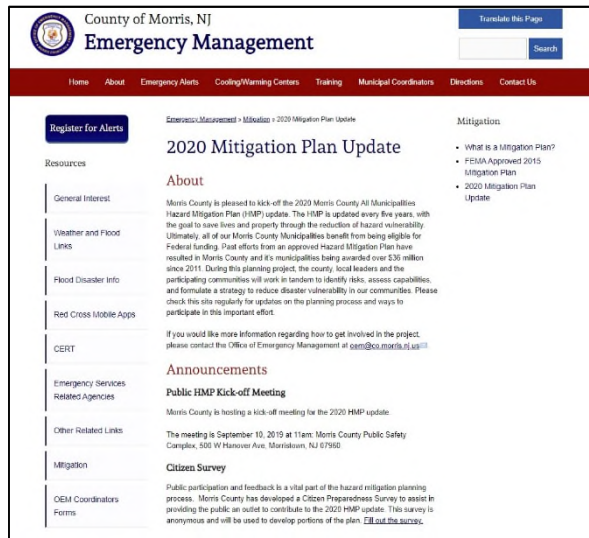 County of Morris, NJ
Emergency Management
Translate this Page
Search
Home About Emergency Alerts Cooling/Warming Centers Training Municipal Coordinators Directions Contact Us
Register for Alerts
Resources
General Interest
Weather and Flood
Links
Flood Disaster Info
Red Cross Mobile Apps
CERT
Emergency Services
Related Agencies
Other Related Links
Mitigation
OEM Coordinators
Forms
Emergency Management » Mitigation » 2020 Mitigation Plan Update
2020 Mitigation Plan Update
About
Morris County is pleased to kick-off the 2020 Morris County All Municipalities
Hazard Mitigation Plan (HMP) update. The HMP is updated every five years, with
the goal to save lives and property through the reduction of hazard vulnerability.
Ultimately, all of our Morris County Municipalities benefit from being eligible for
Federal funding. Past efforts from an approved Hazard Mitigation Plan have
resulted in Morris County and it's municipalities being awarded over $36 million
since 2011. During this planning project, the county, local leaders and the
participating communities will work in tandem to identify risks, assess capabilities,
and formulate a strategy to reduce disaster vulnerability in our communities. Please
check this site regularly for updates on the planning process and ways to
participate in this important effort.
If you would like more information regarding how to get involved in the project,
please contact the Office of Emergency Management at oem@co.morris.nj.us.
Announcements
Public HMP Kick-off Meeting
Morris County is hosting a kick-off meeting for the 2020 HMP update.
The meeting is September 10, 2019 at 11am: Morris County Public Safety
Complex, 500 W Hanover Ave, Morristown, NJ 07960.
Citizen Survey
Public participation and feedback is a vital part of the hazard mitigation planning
process. Morris County has developed a Citizen Preparedness Survey to assist in
providing the public an outlet to contribute to the 2020 HMP update. This survey is
anonymous and will be used to develop portions of the plan. Fill out the survey.
Mitigation
What is a Mitigation Plan?
FEMA Approved 2015
Mitigation Plan
2020 Mitigation Plan
Update